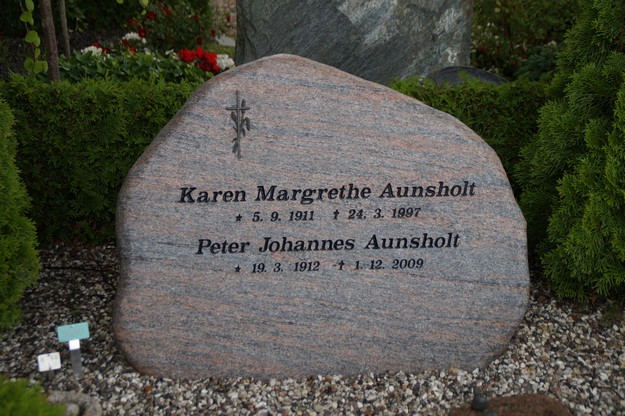 Karen Margrethe Aunsholt
* 5. 9. 1911 † 24. 3. 1997
Peter Johannes Aunsholt
* 19. 3. 1912 † 1. 12. 2009